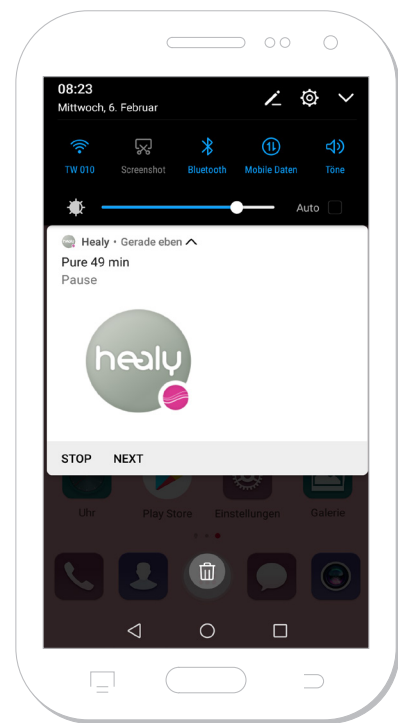 08:23
Mittwoch, 6. Februar
TW 010 Screenshot Bluetooth Mobile Daten Töne
Auto
healy Healy • Gerade eben
Pure 49 min
Pause
healy
STOP NEXT
Uhr Play Store Einstellungen Galerie